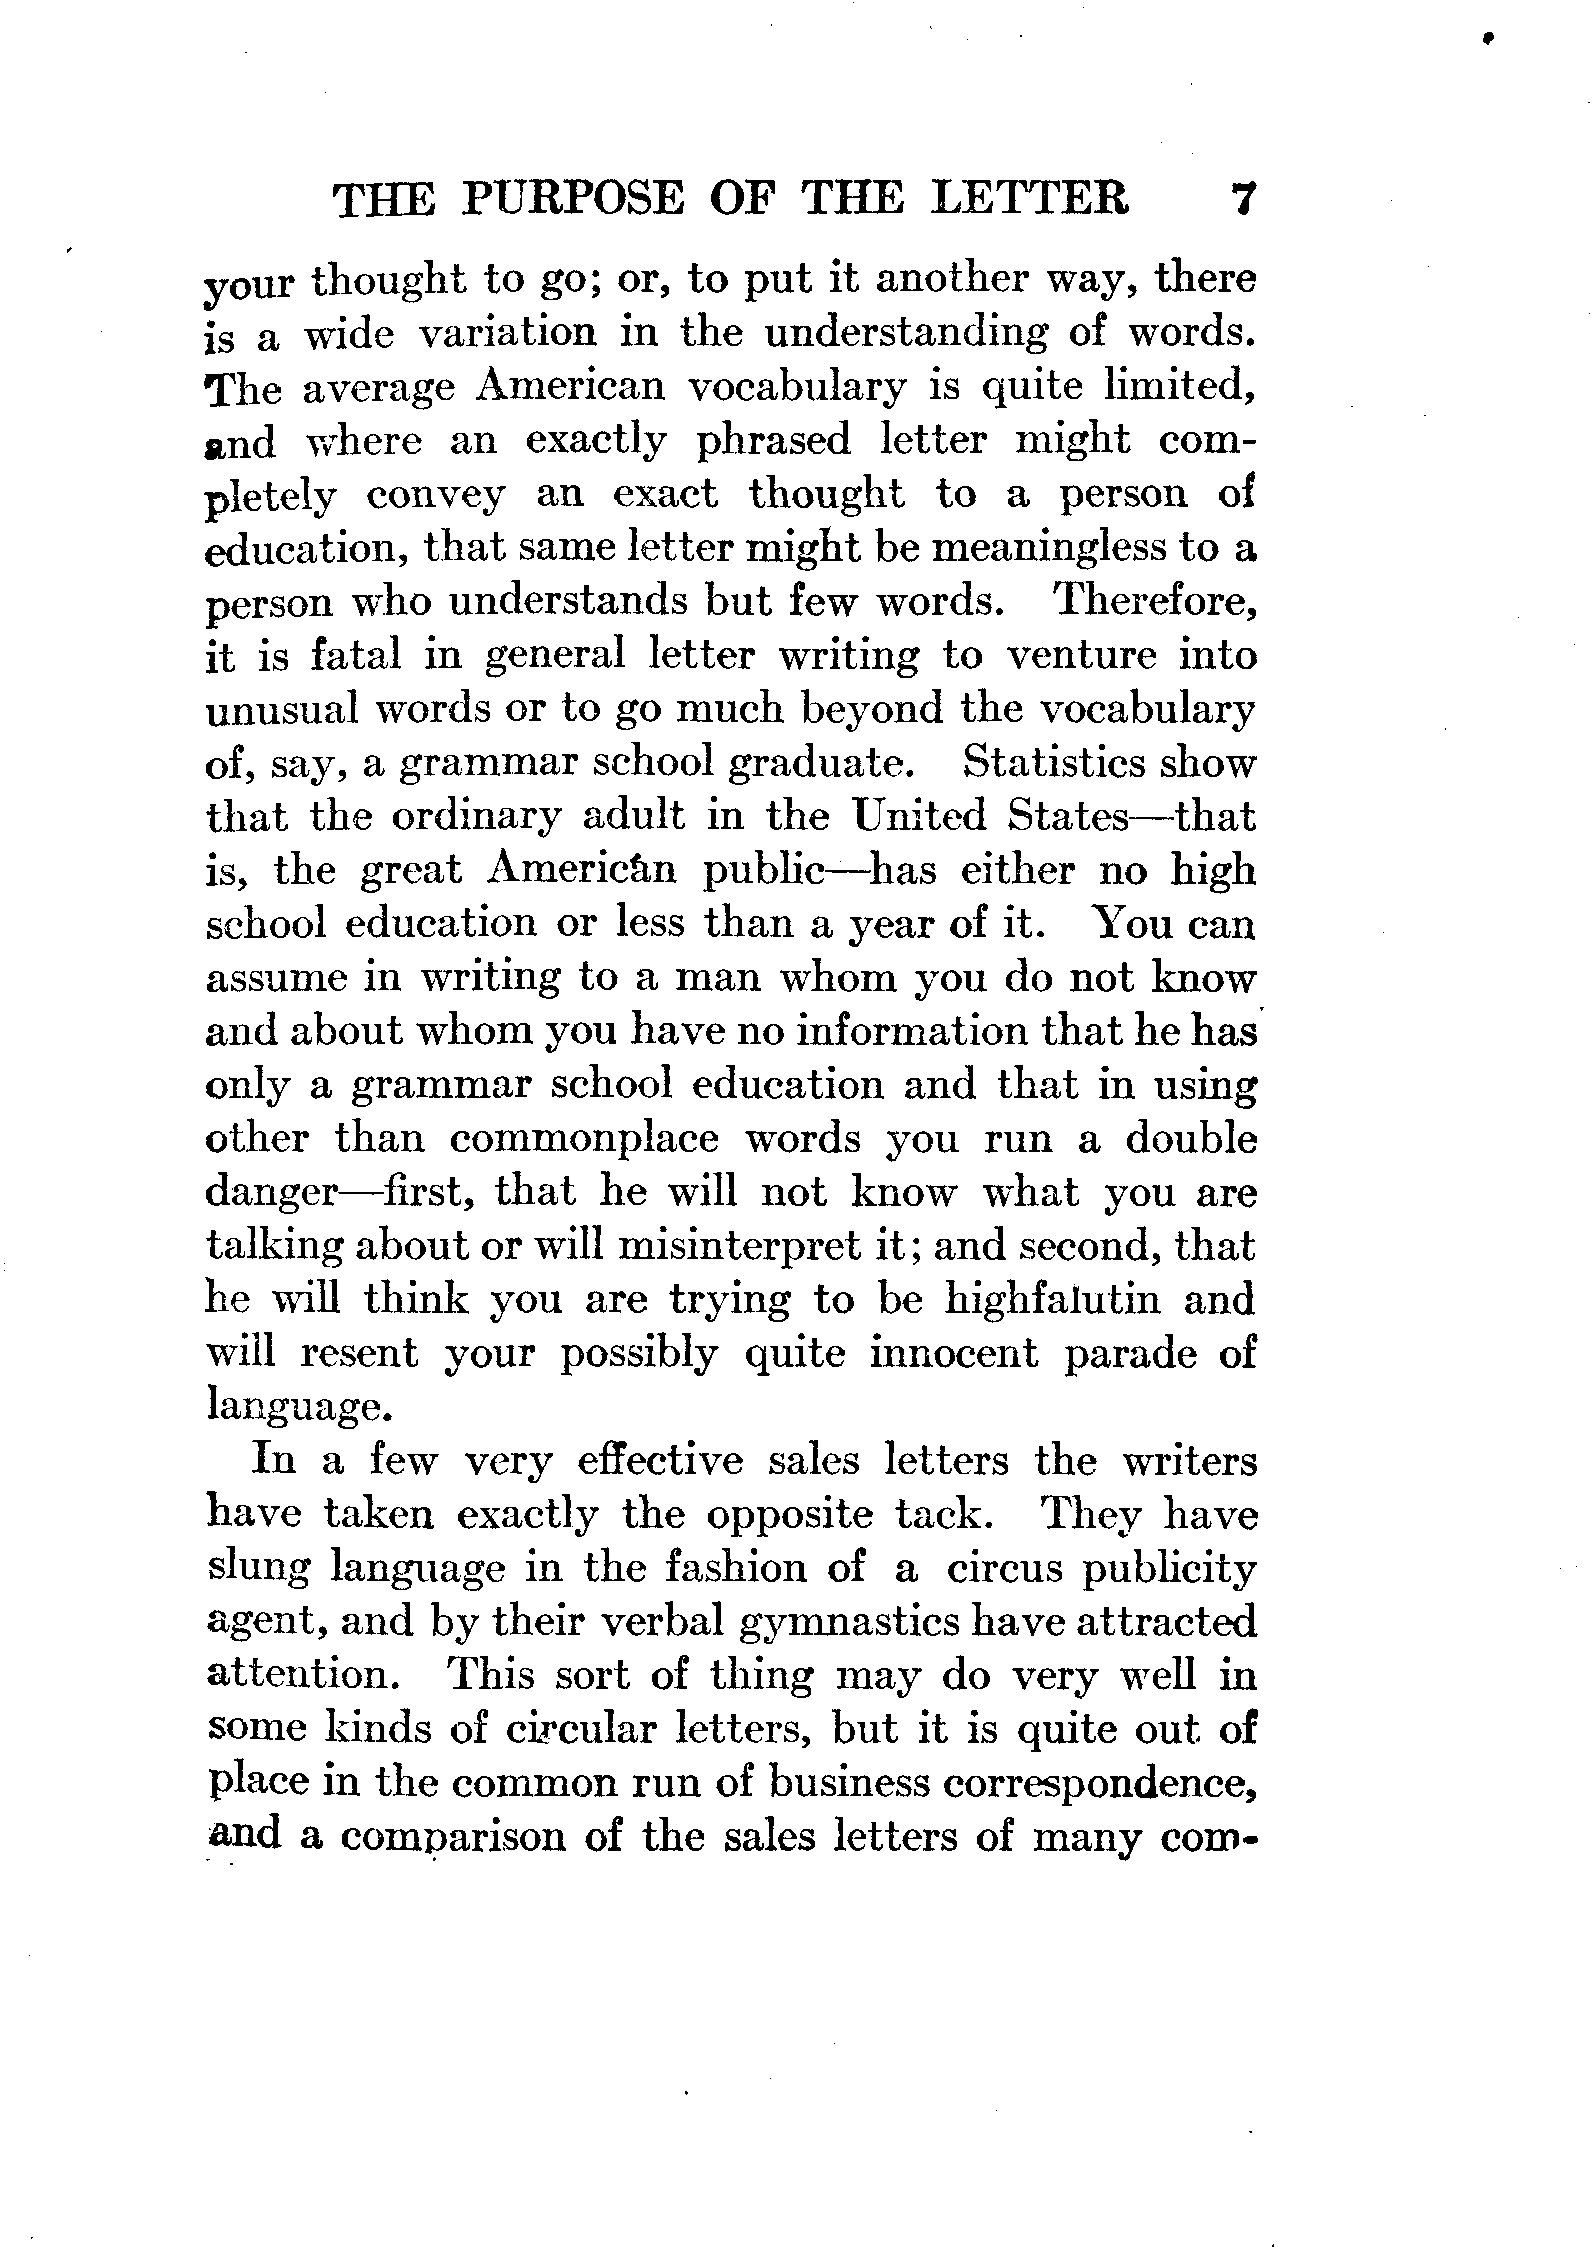 THE PURPOSE OF THE LETTER 7
your thought to go; or, to put it another way, there
is a wide variation in the understanding of words.
The average American vocabulary is quite limited,
and where an exactly phrased letter might com-
pletely convey an exact thought to a person of
education, that same letter might be meaningless to a
person who understands but few words. Therefore,
it is fatal in general letter writing to venture into
unusual words or to go much beyond the vocabulary
of, say, a grammar school graduate. Statistics show
that the ordinary adult in the United States—that
is, the great American public—has either no high
school education or less than a year of it. You can
assume in writing to a man whom you do not know
and about whom you have no information that he has
only a grammar school education and that in using
other than commonplace words you run a double
danger—first, that he will not know what you are
talking about or will misinterpret it; and second, that
he will think you are trying to be highfalutin and
will resent your possibly quite innocent parade of
language.
In a few very effective sales letters the writers
have taken exactly the opposite tack. They have
slung language in the fashion of a circus publicity
agent, and by their verbal gymnastics have attracted
attention. This sort of thing may do very well in
some kinds of circular letters, but it is quite out of
place in the common run of business correspondence,
and a comparison of the sales letters of many com-